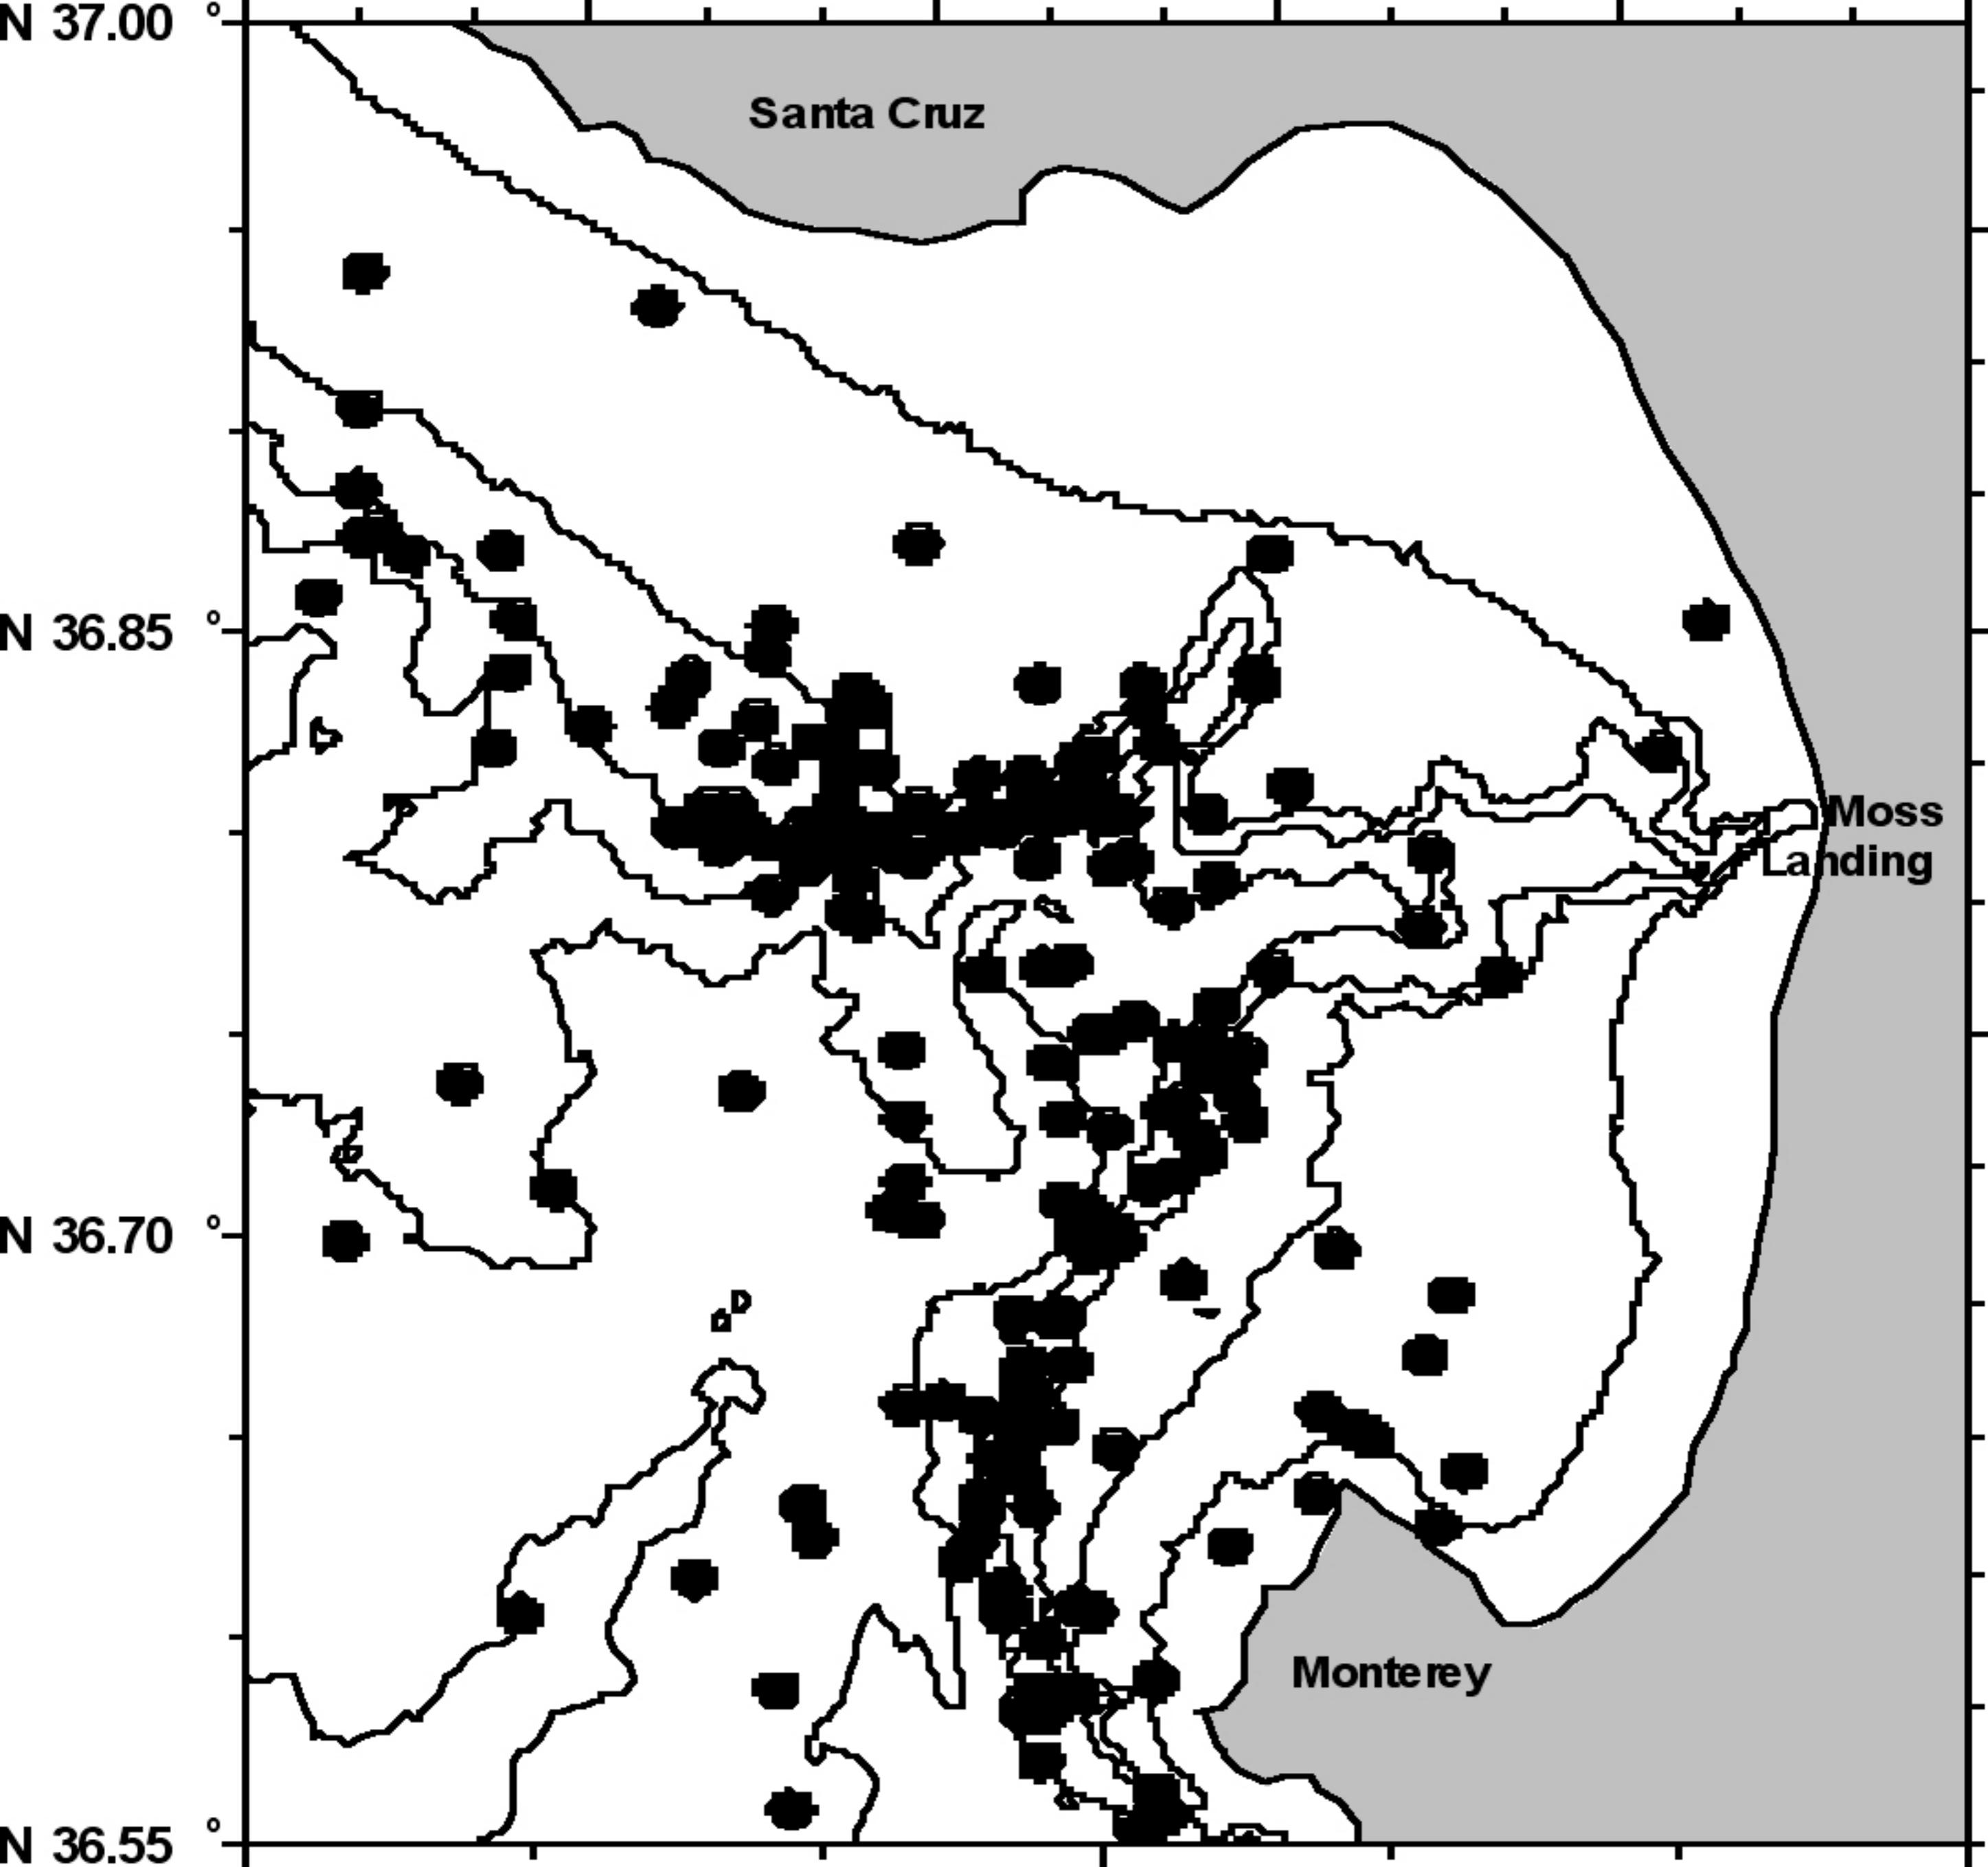 N 37.00 °
Santa Cruz
N 36.85 °
Moss
Landing
N 36.70 °
Monterey
N 36.55 °